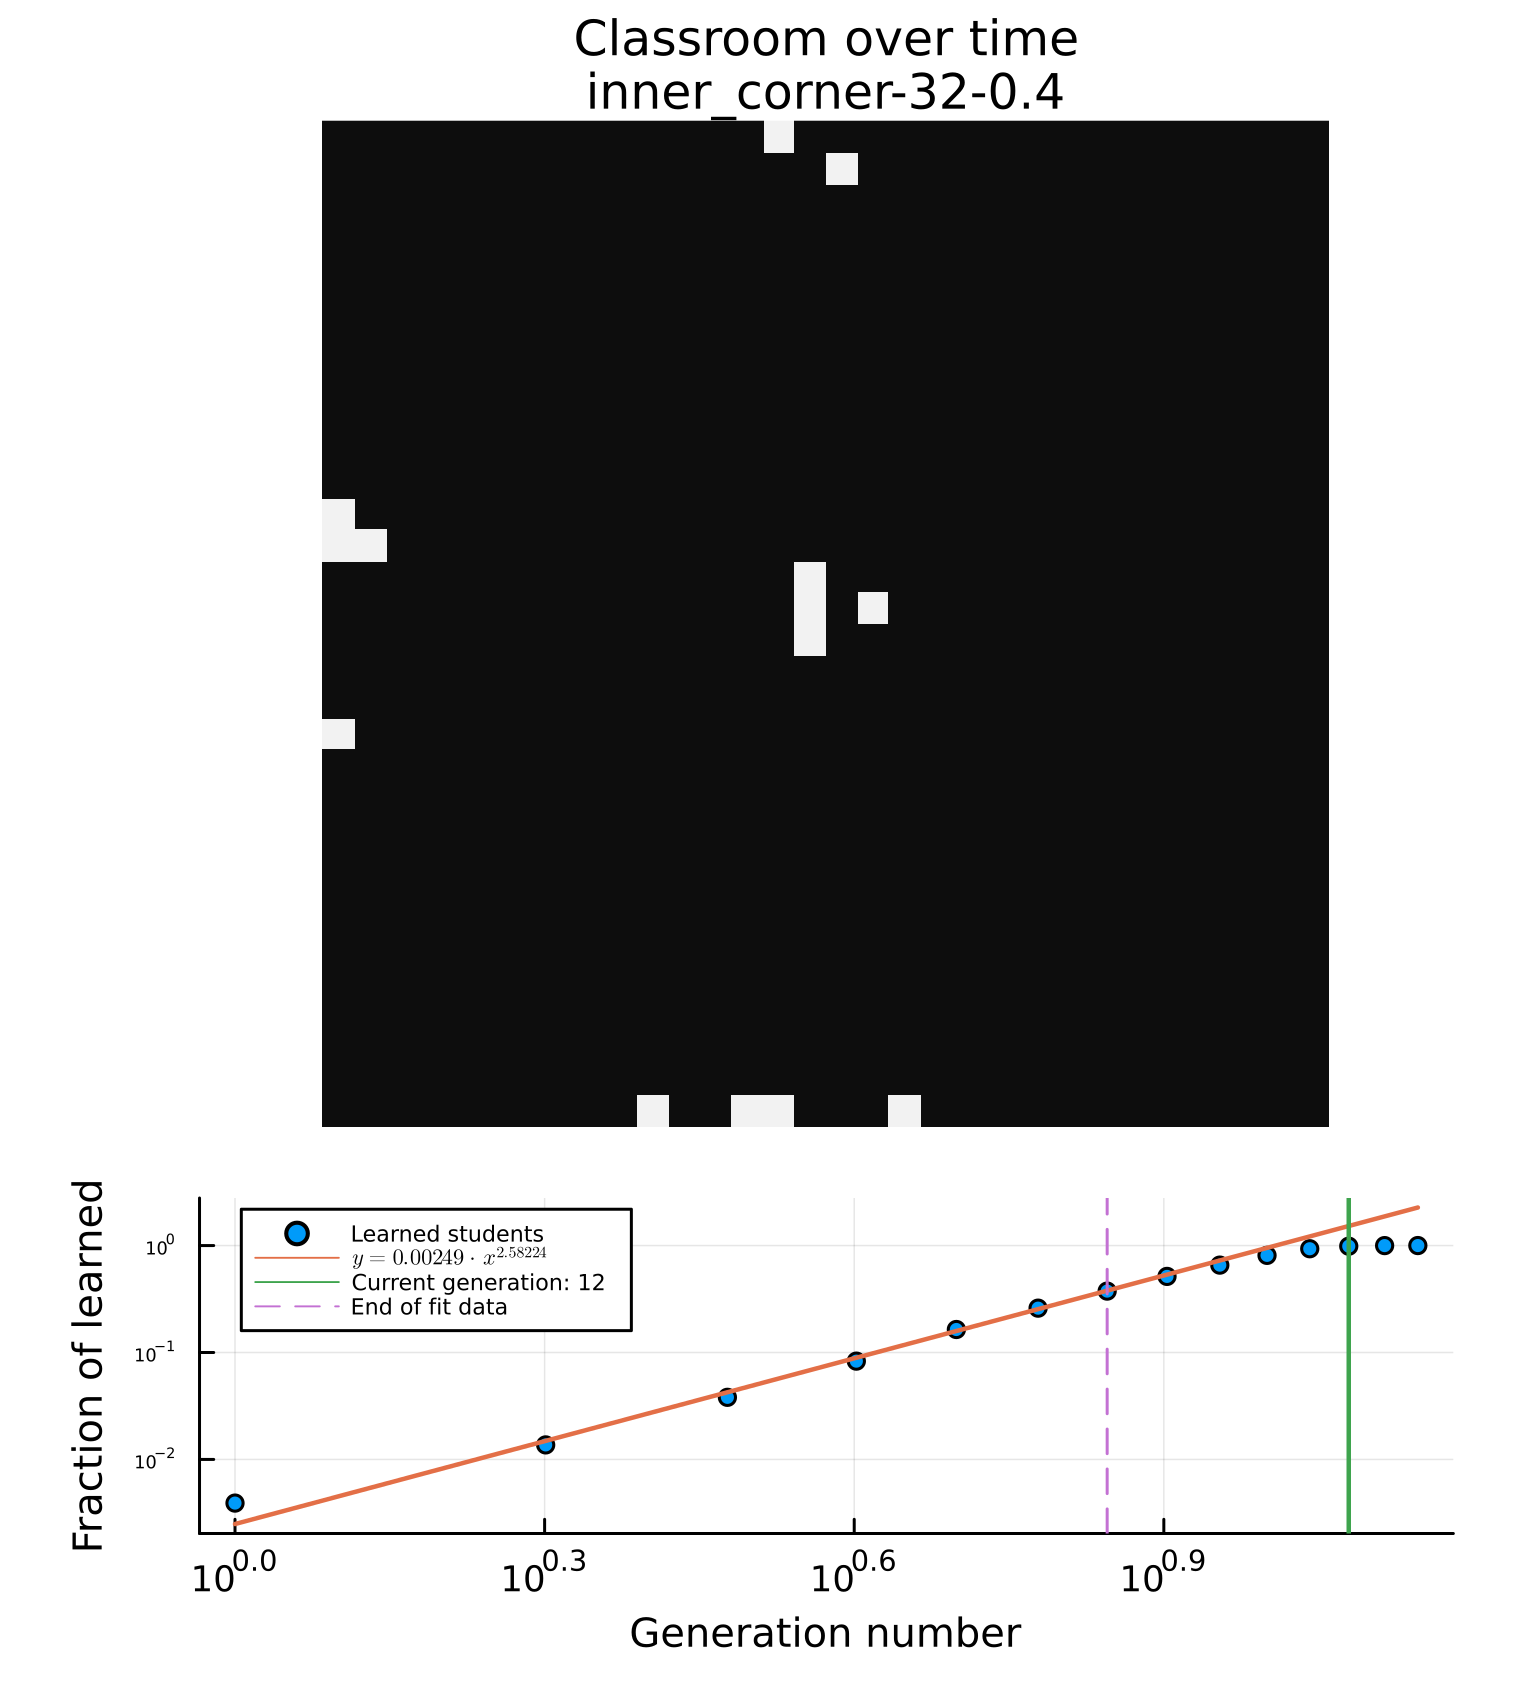 Classroom over time
inner_corner-32-0.4
Fraction of learned
10⁰
10⁻¹
10⁻²
Learned students
y = 0.00249 · x^2.58224
Current generation: 12
End of fit data
10^0.0
10^0.3
10^0.6
10^0.9
Generation number